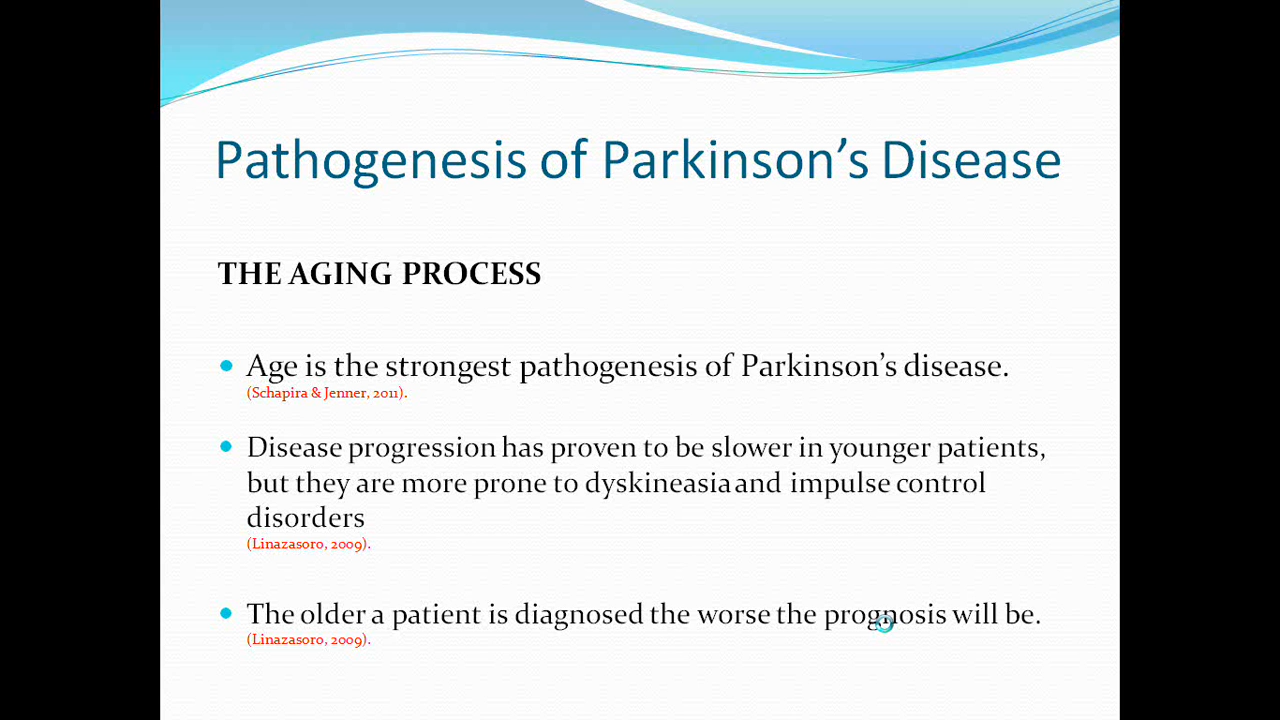 Pathogenesis of Parkinson’s Disease
THE AGING PROCESS
Age is the strongest pathogenesis of Parkinson’s disease.
(Schapira & Jenner, 2011).
Disease progression has proven to be slower in younger patients,
but they are more prone to dyskineasia and impulse control
disorders
(Linazasoro, 2009).
The older a patient is diagnosed the worse the prognosis will be.
(Linazasoro, 2009).